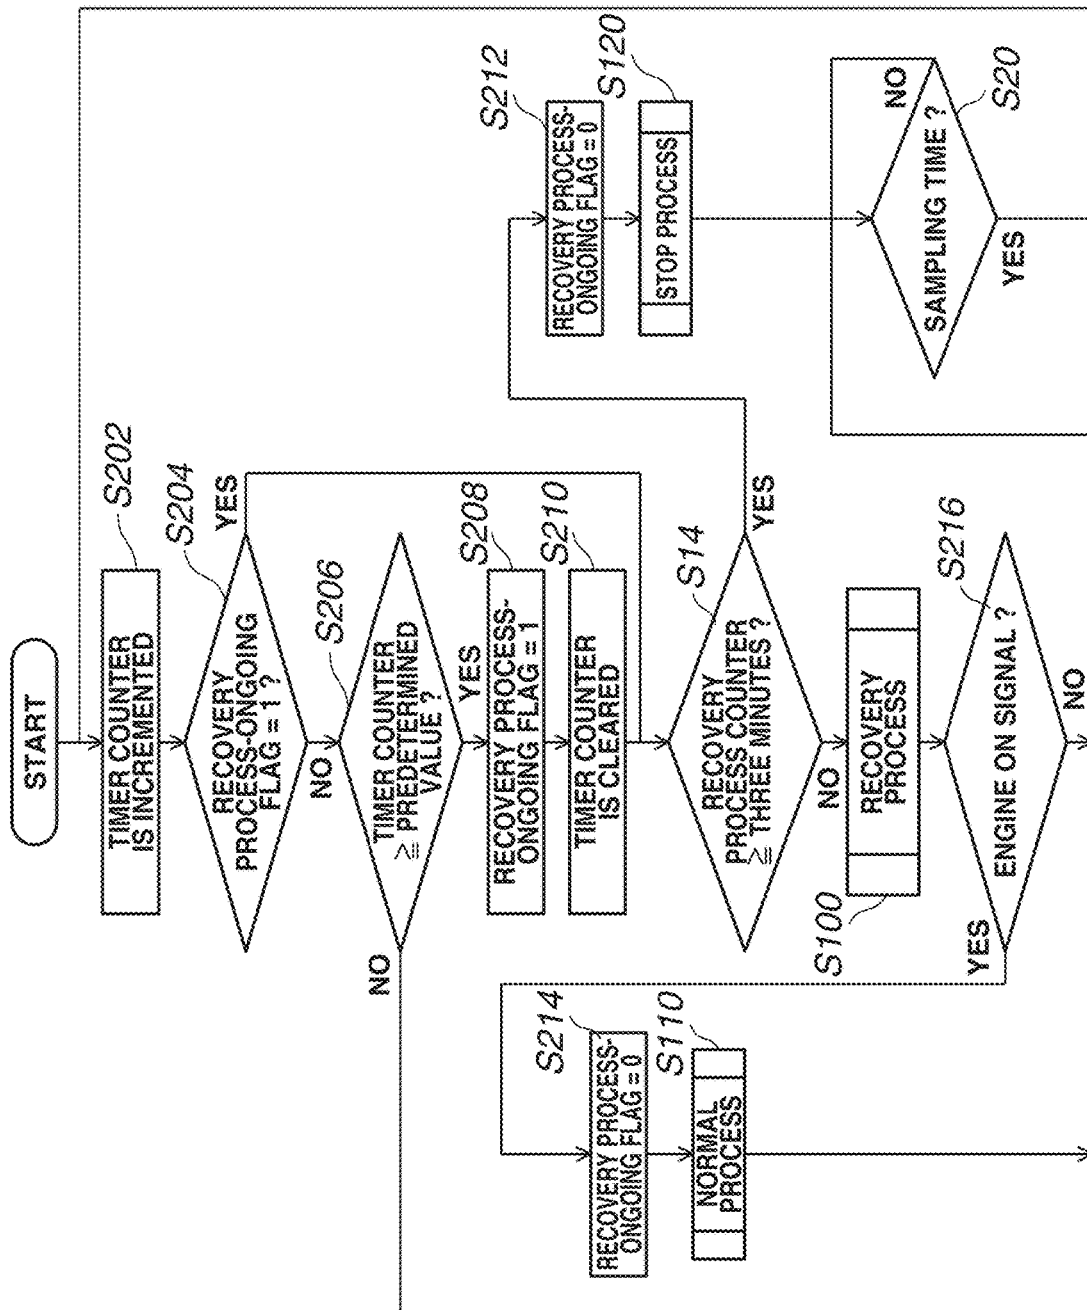 START
TIMER COUNTER
IS INCREMENTED
S202
RECOVERY
PROCESS-ONGOING
FLAG = 1 ?
S204
YES
NO
TIMER COUNTER
≧ PREDETERMINED
VALUE ?
S206
NO
YES
RECOVERY PROCESS-
ONGOING FLAG = 1
S208
TIMER COUNTER
IS CLEARED
S210
RECOVERY
PROCESS COUNTER
≧ THREE MINUTES ?
S14
YES
NO
RECOVERY
PROCESS
S100
ENGINE ON SIGNAL ?
S216
YES
NO
RECOVERY PROCESS-
ONGOING FLAG = 0
S214
NORMAL
PROCESS
S110
RECOVERY PROCESS-
ONGOING FLAG = 0
S212
STOP PROCESS
S120
SAMPLING TIME ?
S20
NO
YES